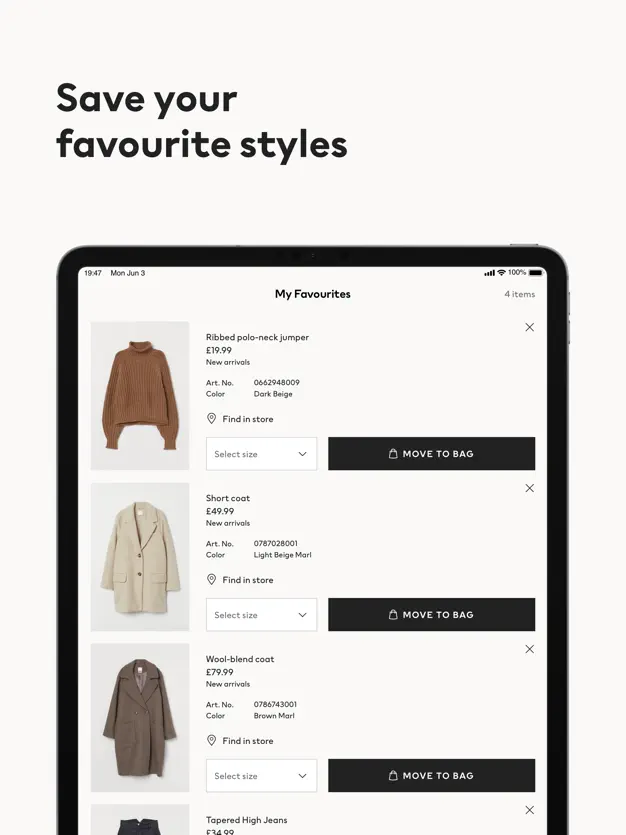 Save your
favourite styles
19:47 Mon Jun 3 100%
My Favourites 4 items
Ribbed polo-neck jumper
£19.99
New arrivals
Art. No. 0662948009
Color Dark Beige
Find in store
Select size MOVE TO BAG
Short coat
£49.99
New arrivals
Art. No. 0787028001
Color Light Beige Marl
Find in store
Select size MOVE TO BAG
Wool-blend coat
£79.99
New arrivals
Art. No. 0786743001
Color Brown Marl
Find in store
Select size MOVE TO BAG
Tapered High Jeans
£34.99